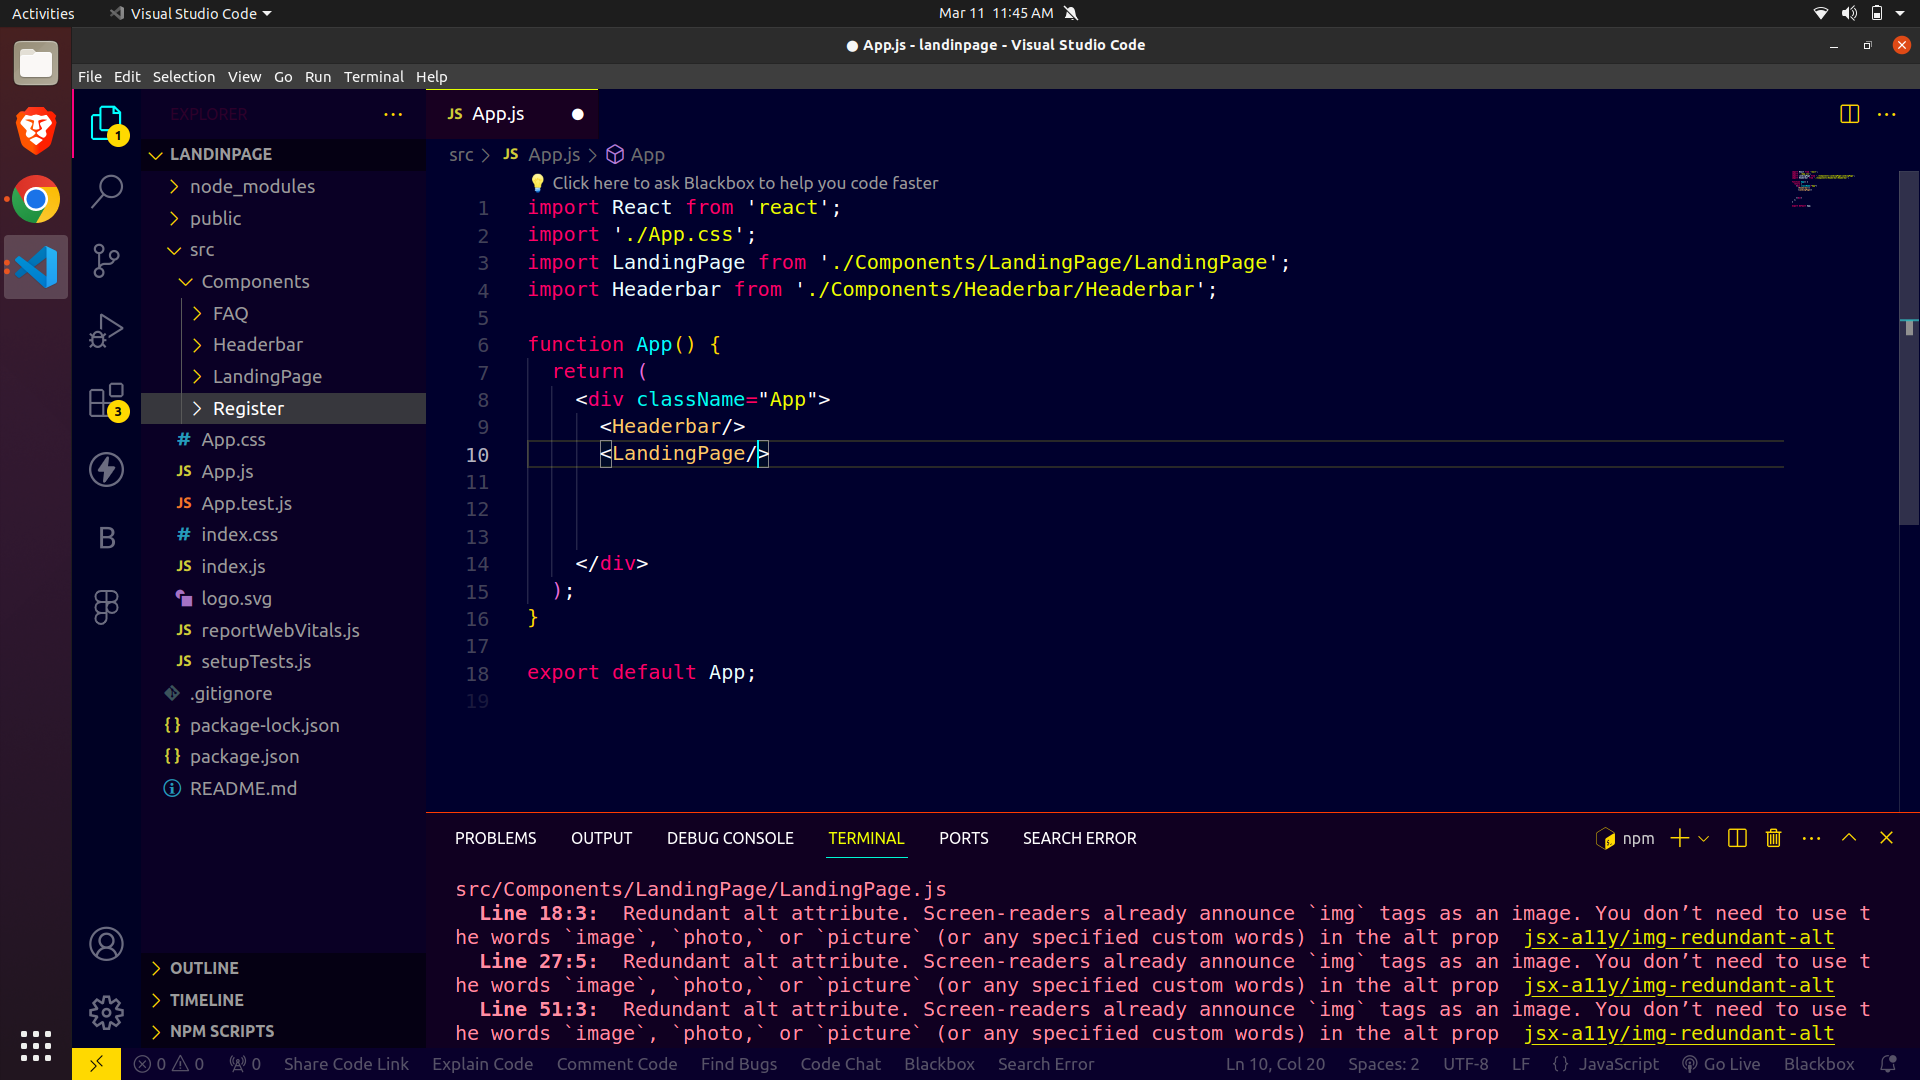 Activities
Visual Studio Code
Mar 11 11:45 AM
● App.js - landinpage - Visual Studio Code
File Edit Selection View Go Run Terminal Help
1
3
B
EXPLORER
LANDINPAGE
node_modules
public
src
Components
FAQ
Headerbar
LandingPage
Register
# App.css
JS App.js
JS App.test.js
# index.css
JS index.js
logo.svg
JS reportWebVitals.js
JS setupTests.js
.gitignore
{} package-lock.json
{} package.json
README.md
OUTLINE
TIMELINE
NPM SCRIPTS
JS App.js
src > JS App.js > App
Click here to ask Blackbox to help you code faster
1 import React from 'react';
2 import './App.css';
3 import LandingPage from './Components/LandingPage/LandingPage';
4 import Headerbar from './Components/Headerbar/Headerbar';
5
6 function App() {
7 return (
8 <div className="App">
9 <Headerbar/>
10 <LandingPage/>
11
12
13
14 </div>
15 );
16 }
17
18 export default App;
19
PROBLEMS OUTPUT DEBUG CONSOLE TERMINAL PORTS SEARCH ERROR
npm
src/Components/LandingPage/LandingPage.js
Line 18:3: Redundant alt attribute. Screen-readers already announce `img` tags as an image. You don’t need to use t
he words `image`, `photo,` or `picture` (or any specified custom words) in the alt prop jsx-a11y/img-redundant-alt
Line 27:5: Redundant alt attribute. Screen-readers already announce `img` tags as an image. You don’t need to use t
he words `image`, `photo,` or `picture` (or any specified custom words) in the alt prop jsx-a11y/img-redundant-alt
Line 51:3: Redundant alt attribute. Screen-readers already announce `img` tags as an image. You don’t need to use t
he words `image`, `photo,` or `picture` (or any specified custom words) in the alt prop jsx-a11y/img-redundant-alt
0 0 0 Share Code Link Explain Code Comment Code Find Bugs Code Chat Blackbox Search Error Ln 10, Col 20 Spaces: 2 UTF-8 LF {} JavaScript Go Live Blackbox